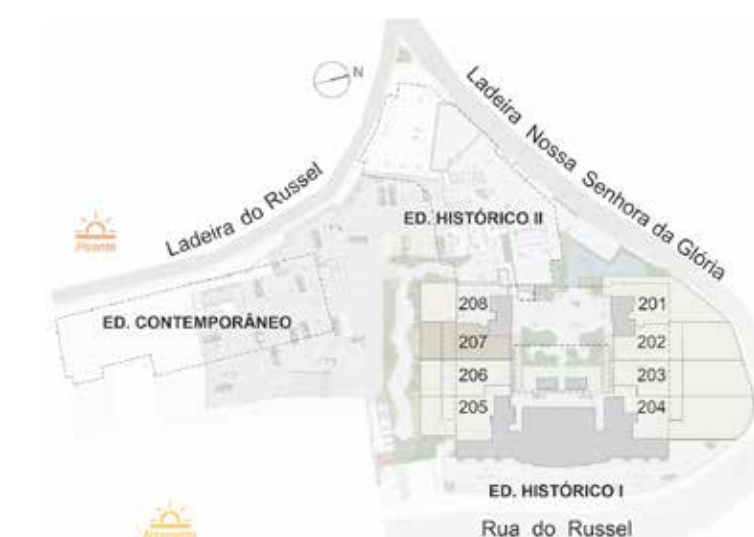 N
Ladeira Nossa Senhora da Glória
Ladeira do Russel
Poente
ED. HISTÓRICO II
ED. CONTEMPORÂNEO
208
201
207
202
206
203
205
204
ED. HISTÓRICO I
Rua do Russel